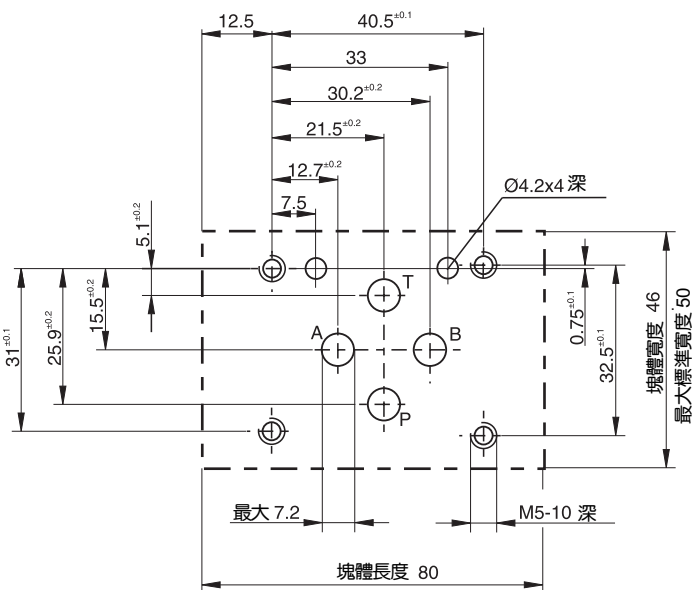 12.5
40.5±0.1
33
30.2±0.2
21.5±0.2
12.7±0.2
7.5
Ø4.2x4 深
5.1±0.2
T
A
B
P
31±0.1
25.9±0.2
15.5±0.2
0.75±0.1
32.5±0.1
塊體寬度 46
最大標準寬度 50
最大 7.2
M5-10 深
塊體長度 80